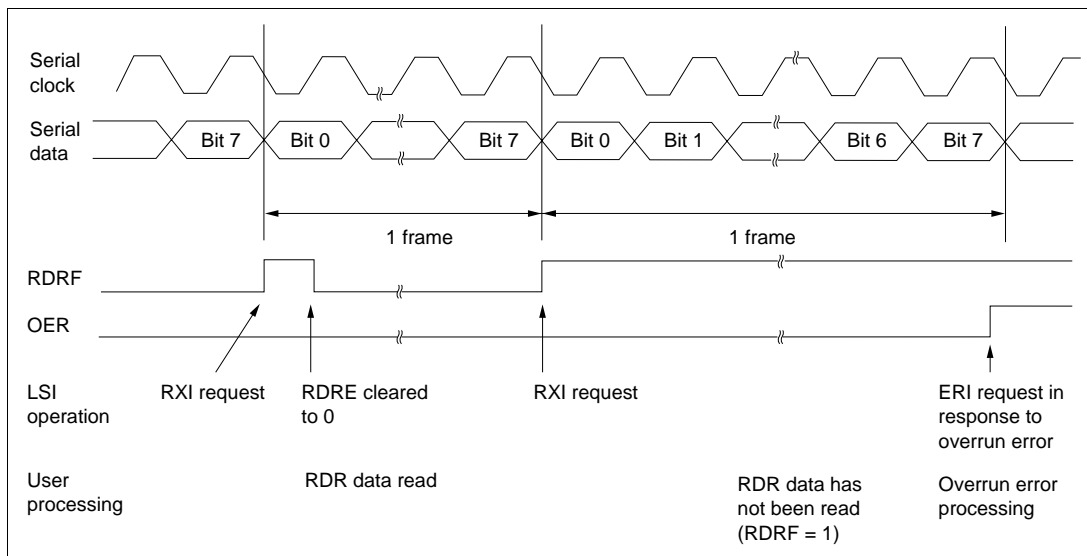 Serial
clock
Serial
data
Bit 7
Bit 0
Bit 7
Bit 0
Bit 1
Bit 6
Bit 7
1 frame
1 frame
RDRF
OER
LSI
operation
RXI request
RDRE cleared
to 0
RXI request
ERI request in
response to
overrun error
User
processing
RDR data read
RDR data has
not been read
(RDRF = 1)
Overrun error
processing